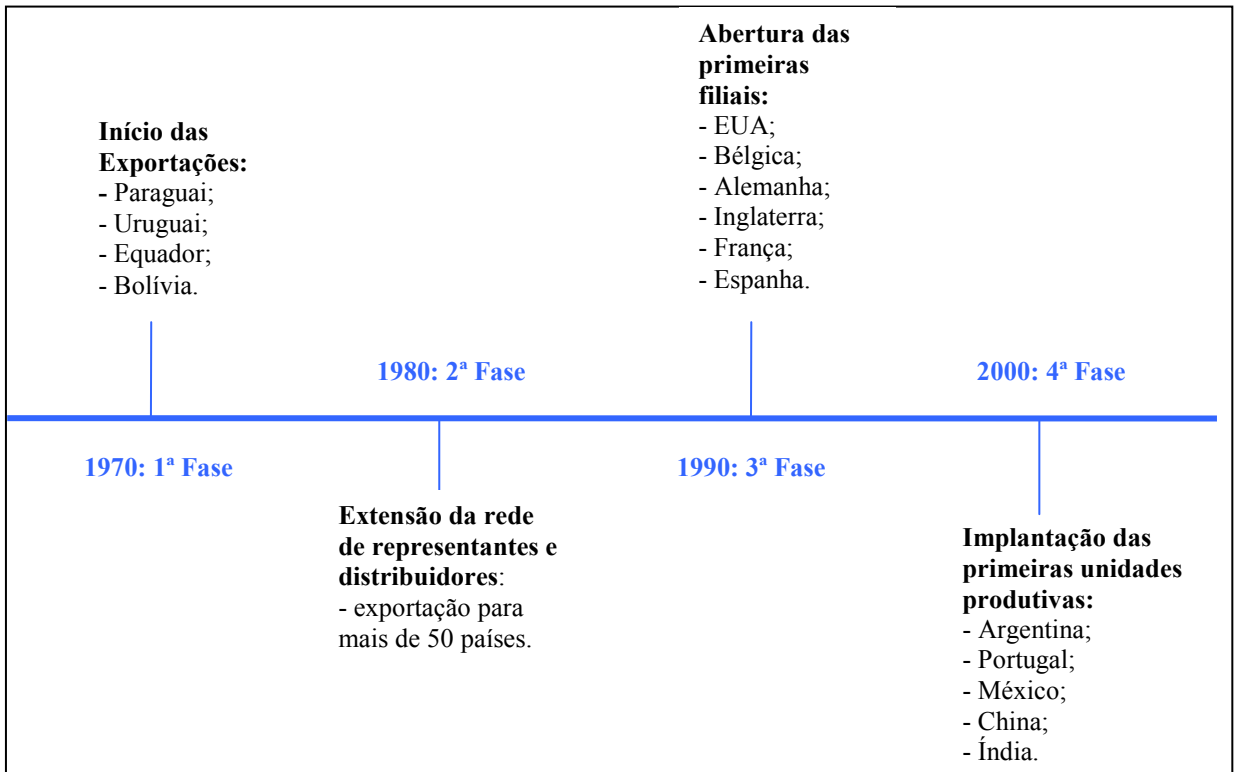 Início das
Exportações:
- Paraguai;
- Uruguai;
- Equador;
- Bolívia.
1970: 1ª Fase
1980: 2ª Fase
Extensão da rede
de representantes e
distribuidores:
- exportação para
mais de 50 países.
Abertura das
primeiras
filiais:
- EUA;
- Bélgica;
- Alemanha;
- Inglaterra;
- França;
- Espanha.
1990: 3ª Fase
2000: 4ª Fase
Implantação das
primeiras unidades
produtivas:
- Argentina;
- Portugal;
- México;
- China;
- Índia.